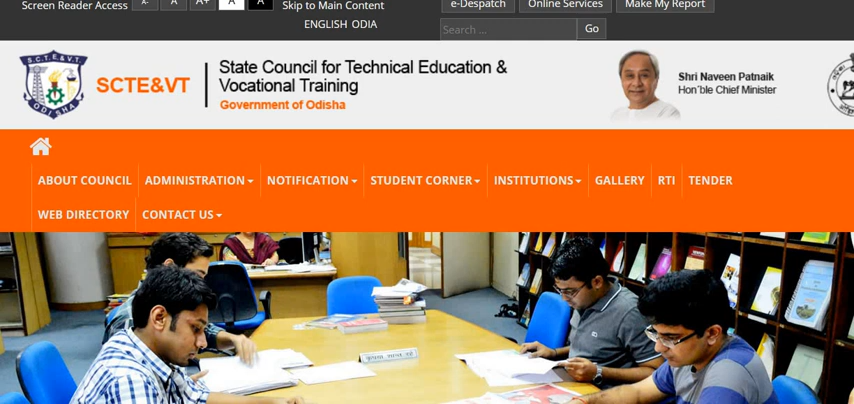 Screen Reader Access A- A A+ A A Skip to Main Content e-Despatch Online Services Make My Report
ENGLISH ODIA Search ... Go
S.C.T.E.&V.T.
ODISHA
SCTE&VT
State Council for Technical Education &
Vocational Training
Government of Odisha
Shri Naveen Patnaik
Hon'ble Chief Minister
ABOUT COUNCIL ADMINISTRATION NOTIFICATION STUDENT CORNER INSTITUTIONS GALLERY RTI TENDER
WEB DIRECTORY CONTACT US